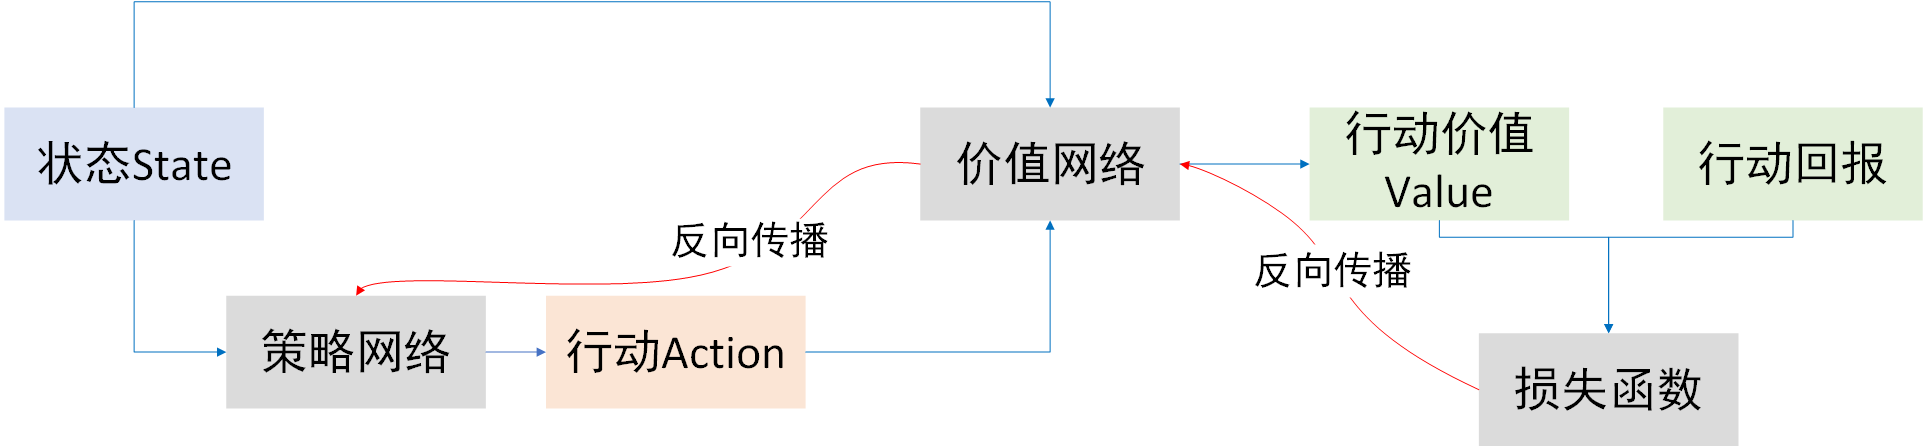 状态State
价值网络
行动价值
Value
行动回报
反向传播
反向传播
策略网络
行动Action
损失函数